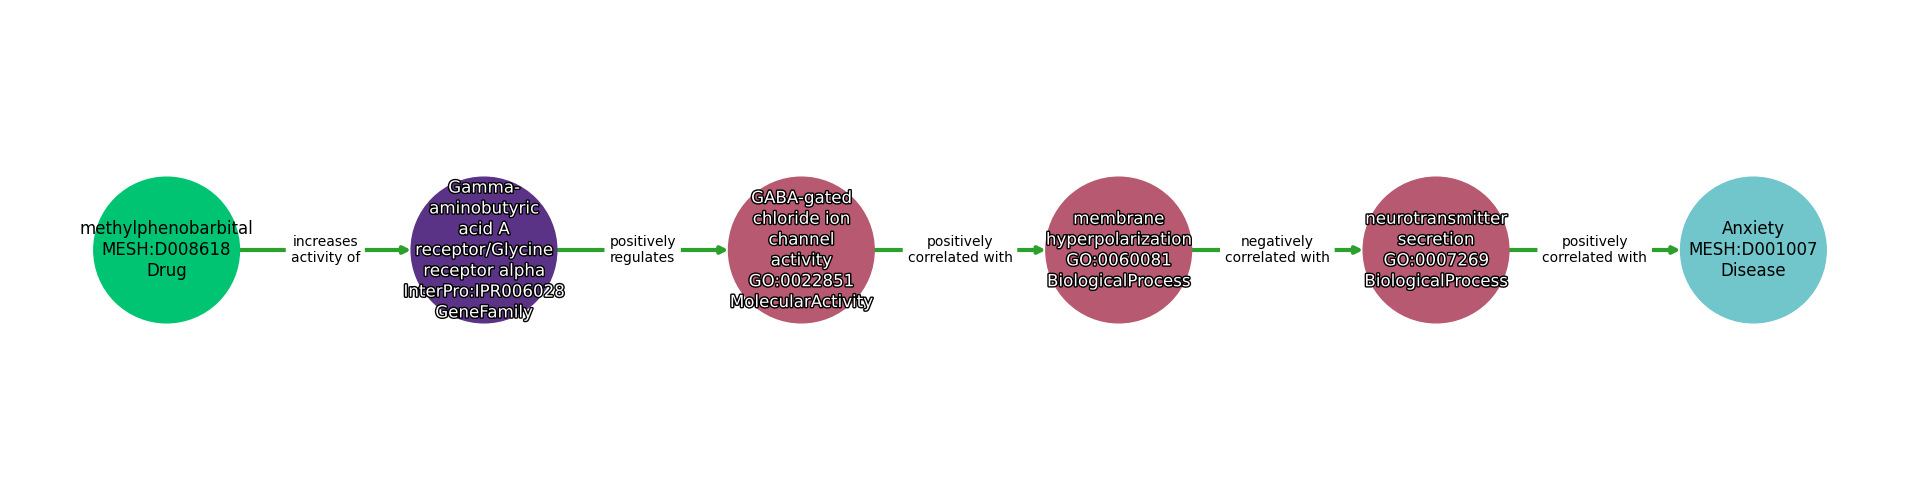 methylphenobarbital
MESH:D008618
Drug
increases
activity of
Gamma-
aminobutyric
acid A
receptor/Glycine
receptor alpha
InterPro:IPR006028
GeneFamily
positively
regulates
GABA-gated
chloride ion
channel
activity
GO:0022851
MolecularActivity
positively
correlated with
membrane
hyperpolarization
GO:0060081
BiologicalProcess
negatively
correlated with
neurotransmitter
secretion
GO:0007269
BiologicalProcess
positively
correlated with
Anxiety
MESH:D001007
Disease